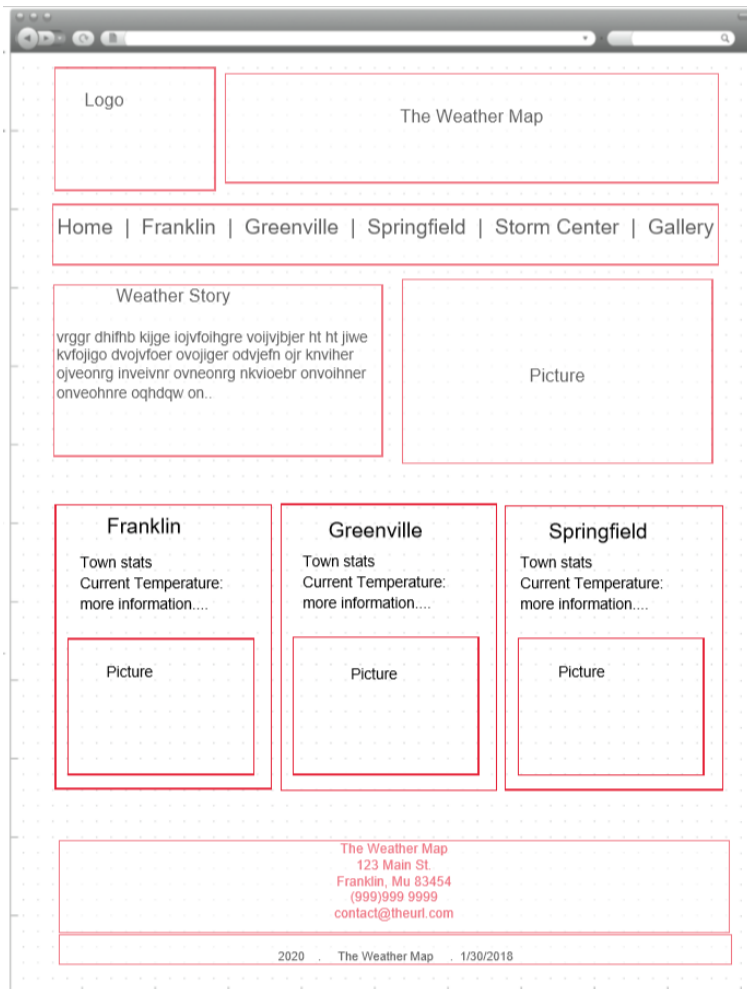 Logo
The Weather Map
Home | Franklin | Greenville | Springfield | Storm Center | Gallery
Weather Story
vrggr dhifhb kijge iojvfoihgre voijvjbjer ht ht jiwe
kvfojigo dvojvfoer ovojiger odvjefn ojr knviher
ojveonrg inveivnr ovneonrg nkvioebr onvoihner
onveohnre oqhdqw on..
Picture
Franklin
Town stats
Current Temperature:
more information....
Picture
Greenville
Town stats
Current Temperature:
more information....
Picture
Springfield
Town stats
Current Temperature:
more information....
Picture
The Weather Map
123 Main St.
Franklin, Mu 83454
(999)999 9999
contact@theurl.com
2020 . The Weather Map . 1/30/2018